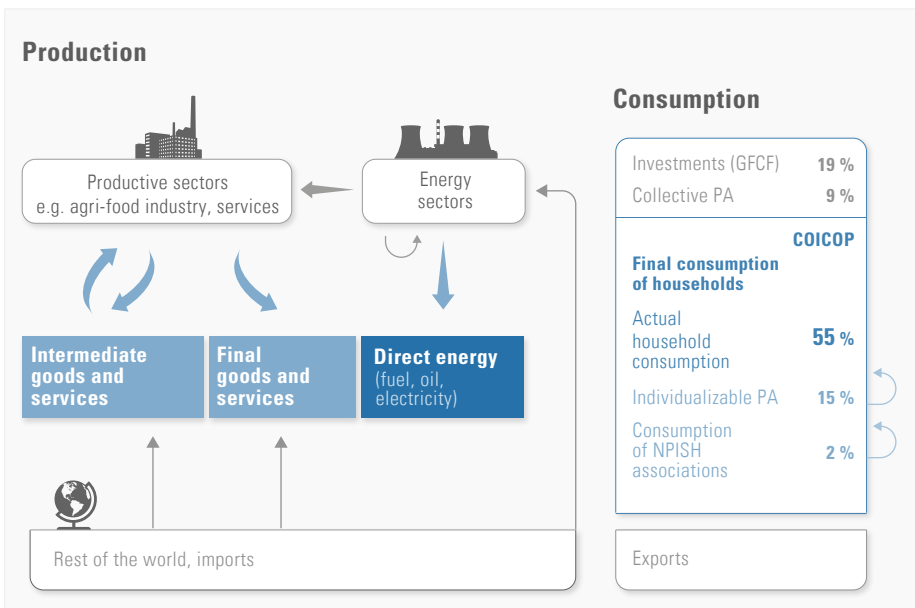 Production
Productive sectors
e.g. agri-food industry, services
Energy
sectors
Intermediate
goods and
services
Final
goods and
services
Direct energy
(fuel, oil,
electricity)
Rest of the world, imports
Consumption
Investments (GFCF) 19 %
Collective PA 9 %
COICOP
Final consumption
of households
Actual
household
consumption
55 %
Individualizable PA 15 %
Consumption
of NPISH
associations
2 %
Exports